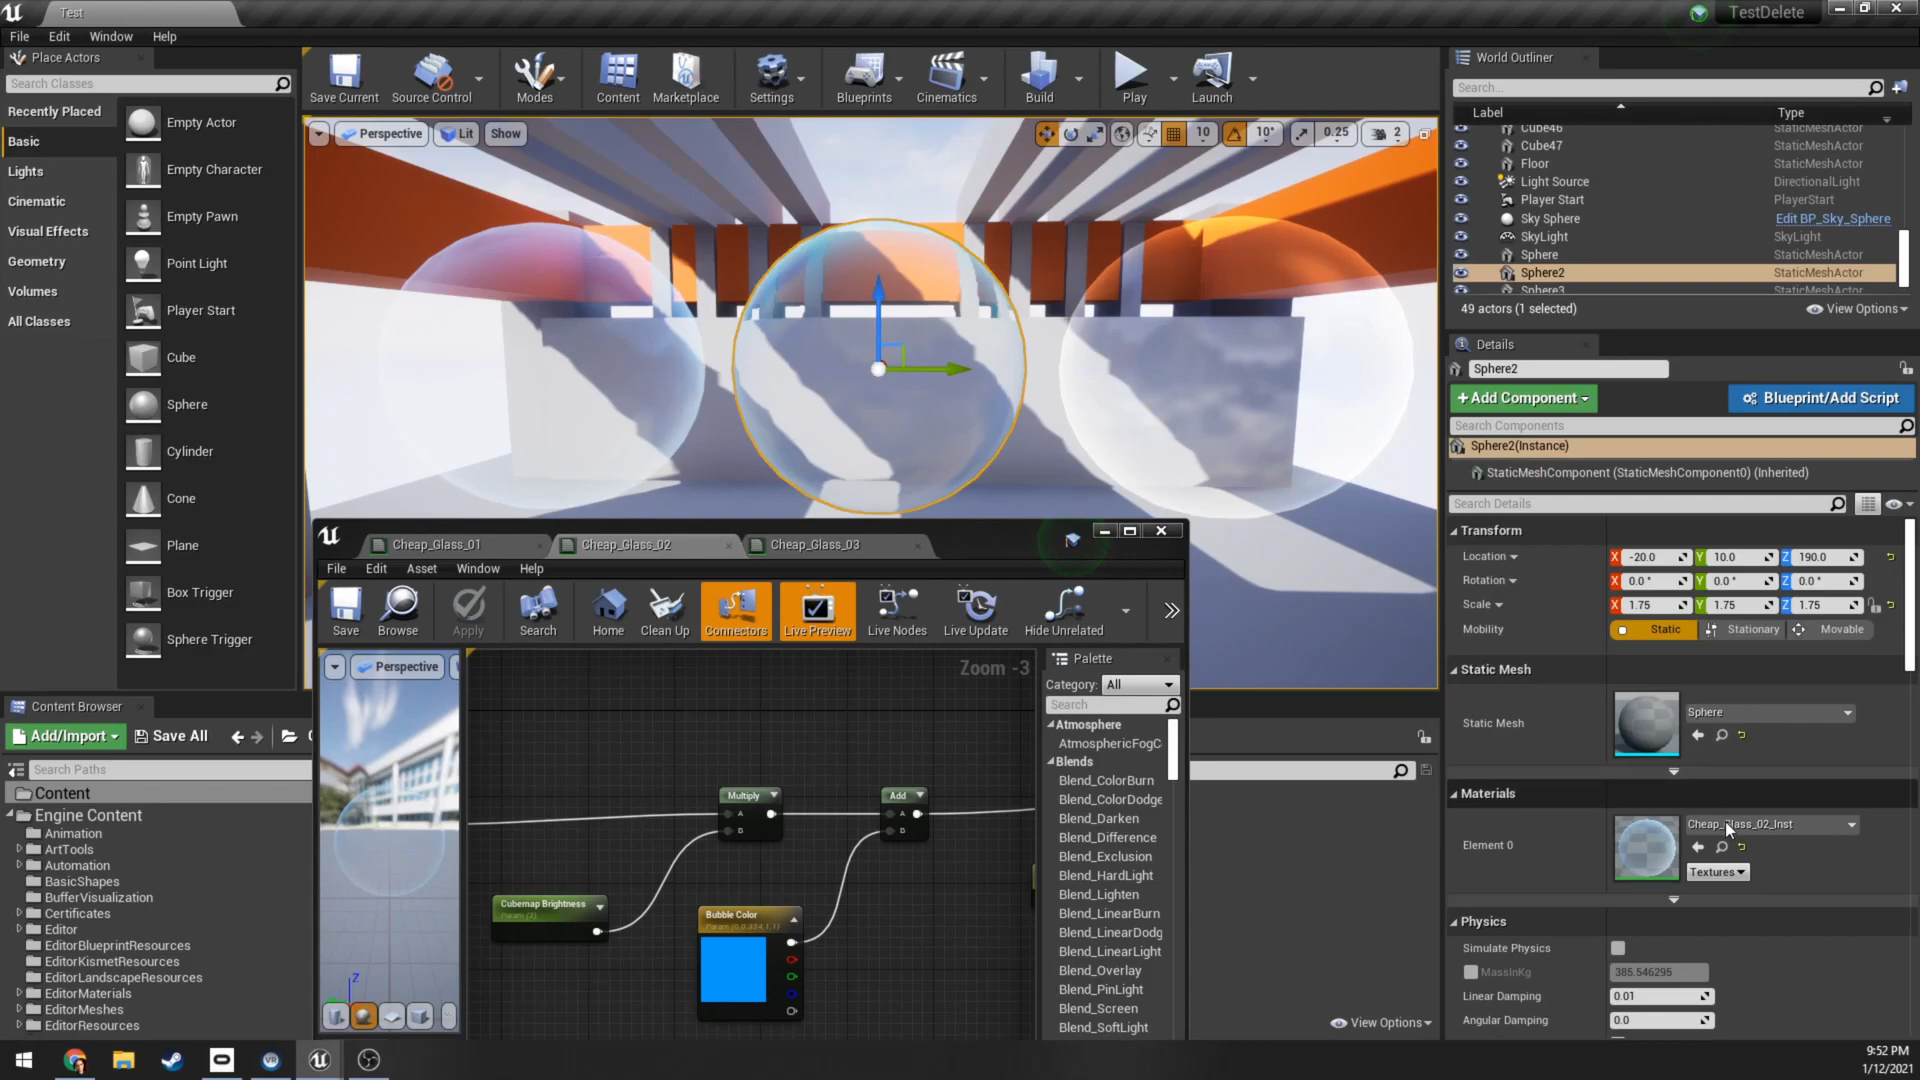 Test
TestDelete
File Edit Window Help
Place Actors
Search Classes
Recently Placed
Basic
Lights
Cinematic
Visual Effects
Geometry
Volumes
All Classes
Empty Actor
Empty Character
Empty Pawn
Point Light
Player Start
Cube
Sphere
Cylinder
Cone
Plane
Box Trigger
Sphere Trigger
Save Current
Source Control
Modes
Content
Marketplace
Settings
Blueprints
Cinematics
Build
Play
Launch
Perspective
Lit
Show
10
10°
0.25
2
World Outliner
Search...
Label Type
Cube46 StaticMeshActor
Cube47 StaticMeshActor
Floor StaticMeshActor
Light Source DirectionalLight
Player Start PlayerStart
Sky Sphere Edit BP_Sky_Sphere
SkyLight SkyLight
Sphere StaticMeshActor
Sphere2 StaticMeshActor
Sphere3 StaticMeshActor
49 actors (1 selected)
View Options
Details
Sphere2
+Add Component
Blueprint/Add Script
Search Components
Sphere2(Instance)
StaticMeshComponent (StaticMeshComponent0) (Inherited)
Search Details
Transform
Location X -20.0 Y 10.0 Z 190.0
Rotation X 0.0 ° Y 0.0 ° Z 0.0 °
Scale X 1.75 Y 1.75 Z 1.75
Mobility Static Stationary Movable
Static Mesh
Static Mesh
Sphere
Materials
Element 0
Cheap_Glass_02_Inst
Textures
Physics
Simulate Physics
MassInKg 385.546295
Linear Damping 0.01
Angular Damping 0.0
Content Browser
Add/Import
Save All
Search Paths
Content
Engine Content
Animation
ArtTools
Automation
BasicShapes
BufferVisualization
Certificates
Editor
EditorBlueprintResources
EditorKismetResources
EditorLandscapeResources
EditorMaterials
EditorMeshes
EditorResources
View Options
Cheap_Glass_01
Cheap_Glass_02
Cheap_Glass_03
File Edit Asset Window Help
Save
Browse
Apply
Search
Home
Clean Up
Connectors
Live Preview
Live Nodes
Live Update
Hide Unrelated
Perspective
Z
Zoom -3
Multiply
A
B
Add
A
B
Cubemap Brightness
Param (2)
Bubble Color
Palette
Category: All
Search
Atmosphere
AtmosphericFogC
Blends
Blend_ColorBurn
Blend_ColorDodge
Blend_Darken
Blend_Difference
Blend_Exclusion
Blend_HardLight
Blend_Lighten
Blend_LinearBurn
Blend_LinearDodg
Blend_LinearLight
Blend_Overlay
Blend_PinLight
Blend_Screen
Blend_SoftLight
9:52 PM
1/12/2021